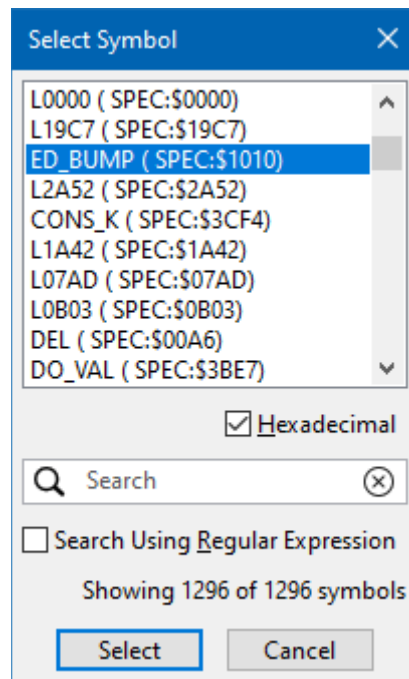 Select Symbol
L0000 ( SPEC:$0000)
L19C7 ( SPEC:$19C7)
ED_BUMP ( SPEC:$1010)
L2A52 ( SPEC:$2A52)
CONS_K ( SPEC:$3CF4)
L1A42 ( SPEC:$1A42)
L07AD ( SPEC:$07AD)
L0B03 ( SPEC:$0B03)
DEL ( SPEC:$00A6)
DO_VAL ( SPEC:$3BE7)
Hexadecimal
Search
Search Using Regular Expression
Showing 1296 of 1296 symbols
Select Cancel